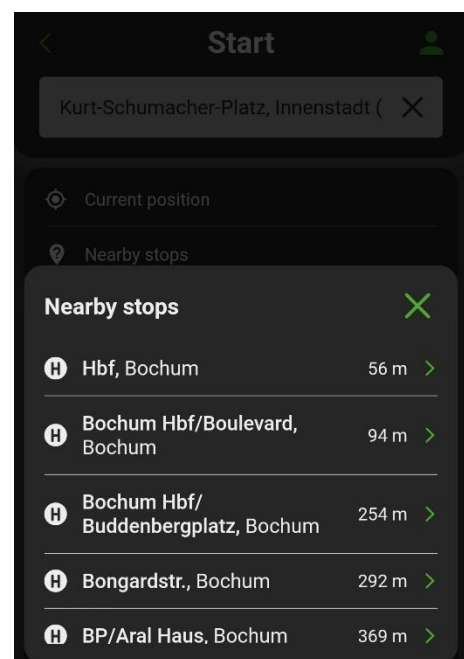 Start
Kurt-Schumacher-Platz, Innenstadt (
Current position
Nearby stops
Nearby stops
H Hbf, Bochum 56 m
Bochum Hbf/Boulevard,
H 94 m
Bochum
Bochum Hbf/
H 254 m
Buddenbergplatz, Bochum
H Bongardstr., Bochum 292 m
H BP/Aral Haus, Bochum 369 m